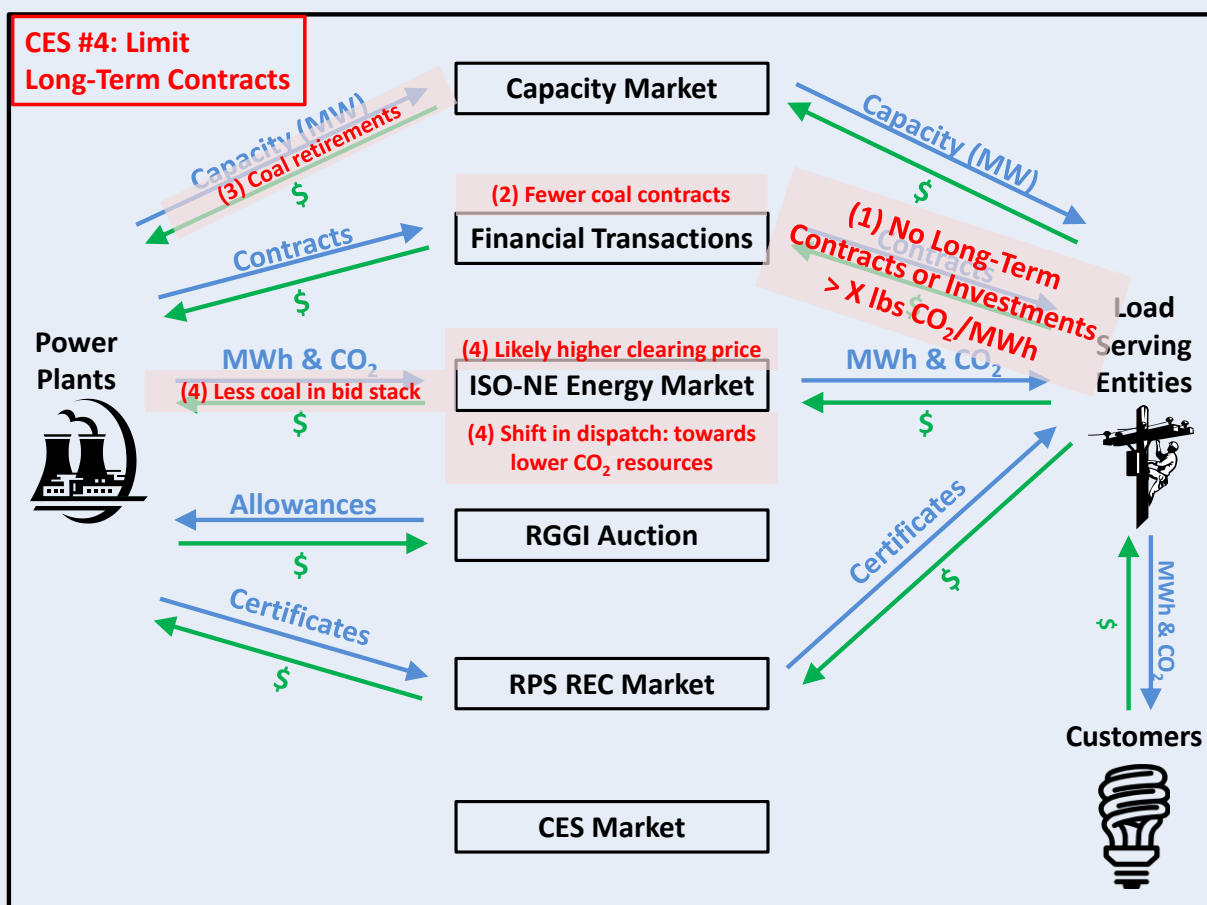 CES #4: Limit
Long-Term Contracts
Capacity Market
Capacity (MW)
(3) Coal retirements
$
Capacity (MW)
$
(2) Fewer coal contracts
Financial Transactions
Contracts
$
Contracts
$
(1) No Long-Term
Contracts or Investments
> X lbs CO₂/MWh
Power
Plants
Load
Serving
Entities
MWh & CO₂
(4) Less coal in bid stack
$
(4) Likely higher clearing price
ISO-NE Energy Market
(4) Shift in dispatch: towards
lower CO₂ resources
MWh & CO₂
$
Allowances
$
RGGI Auction
Certificates
$
Certificates
$
RPS REC Market
$
MWh & CO₂
Customers
CES Market